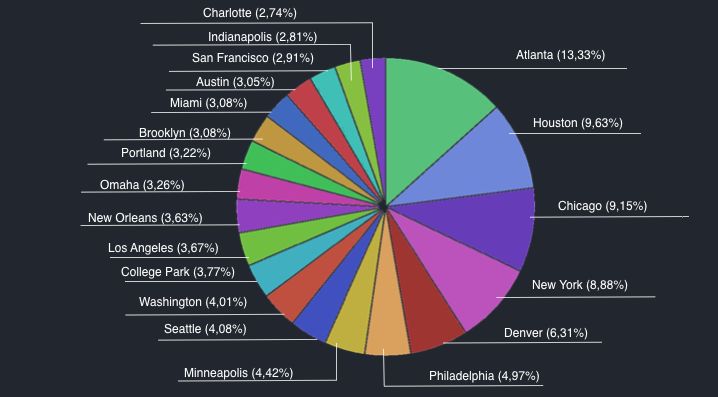 Charlotte (2,74%)
Indianapolis (2,81%)
San Francisco (2,91%)
Austin (3,05%)
Miami (3,08%)
Brooklyn (3,08%)
Portland (3,22%)
Omaha (3,26%)
New Orleans (3,63%)
Los Angeles (3,67%)
College Park (3,77%)
Washington (4,01%)
Seattle (4,08%)
Minneapolis (4,42%)
Atlanta (13,33%)
Houston (9,63%)
Chicago (9,15%)
New York (8,88%)
Denver (6,31%)
Philadelphia (4,97%)